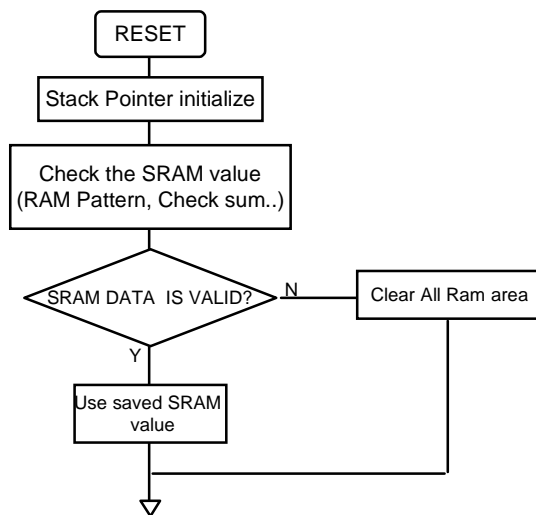 RESET
Stack Pointer initialize
Check the SRAM value
(RAM Pattern, Check sum..)
SRAM DATA IS VALID?
N
Clear All Ram area
Y
Use saved SRAM
value